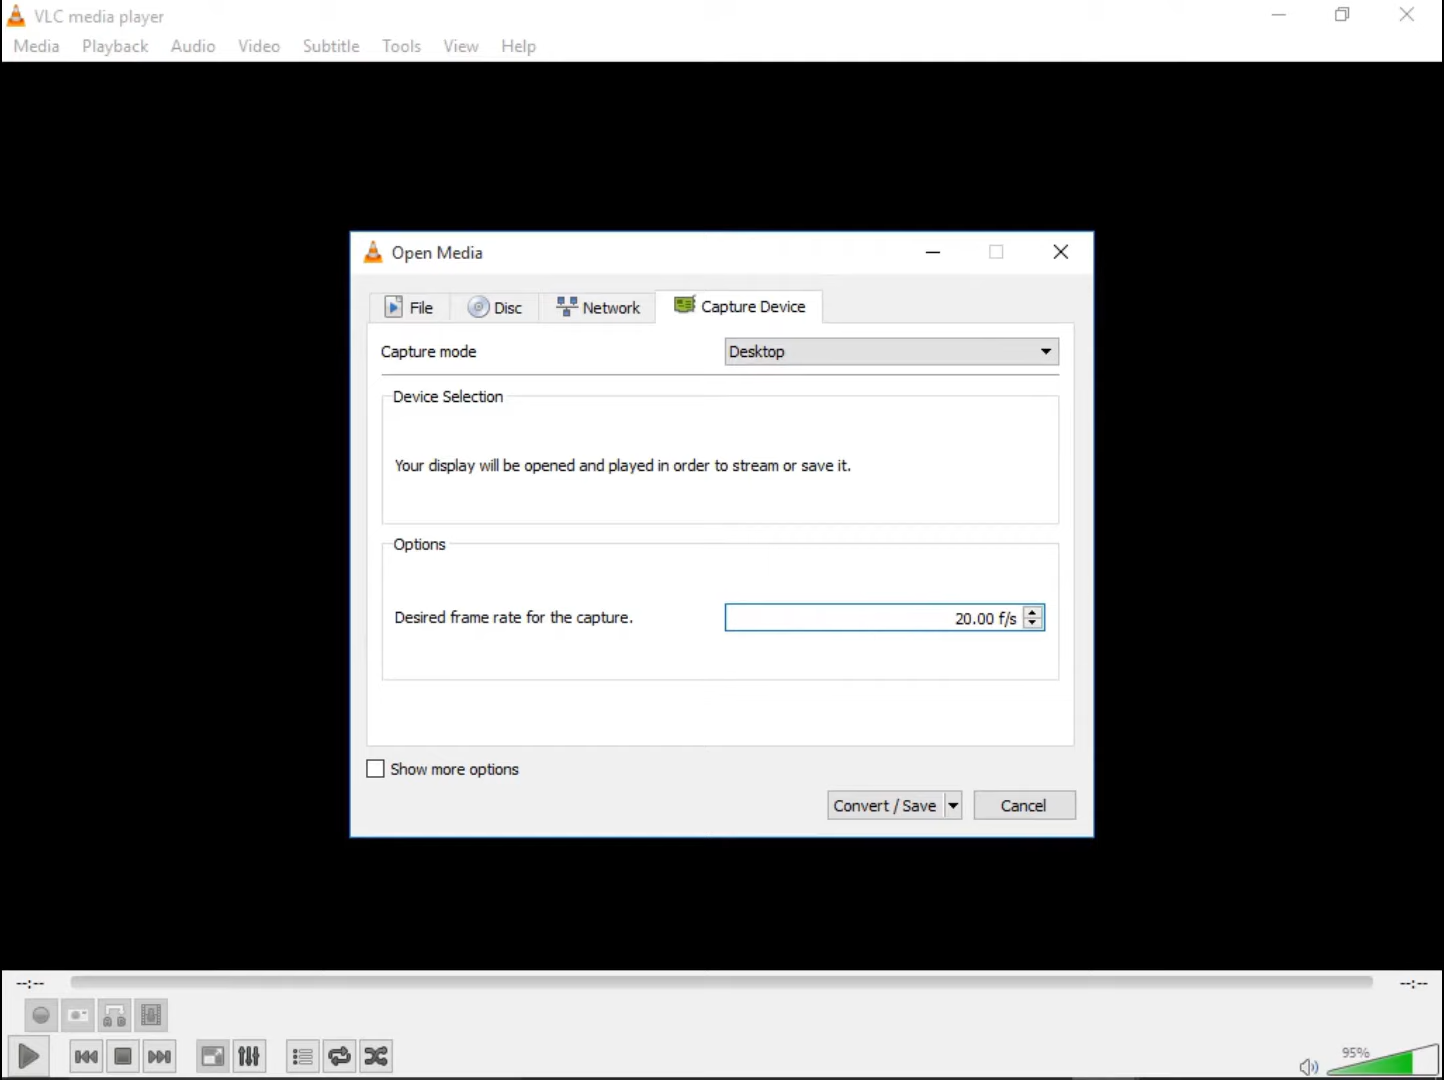 VLC media player
Media Playback Audio Video Subtitle Tools View Help
Open Media
File Disc Network Capture Device
Capture mode Desktop
Device Selection
Your display will be opened and played in order to stream or save it.
Options
Desired frame rate for the capture. 20.00 f/s
Show more options
Convert / Save Cancel
--:-- --:--
95%